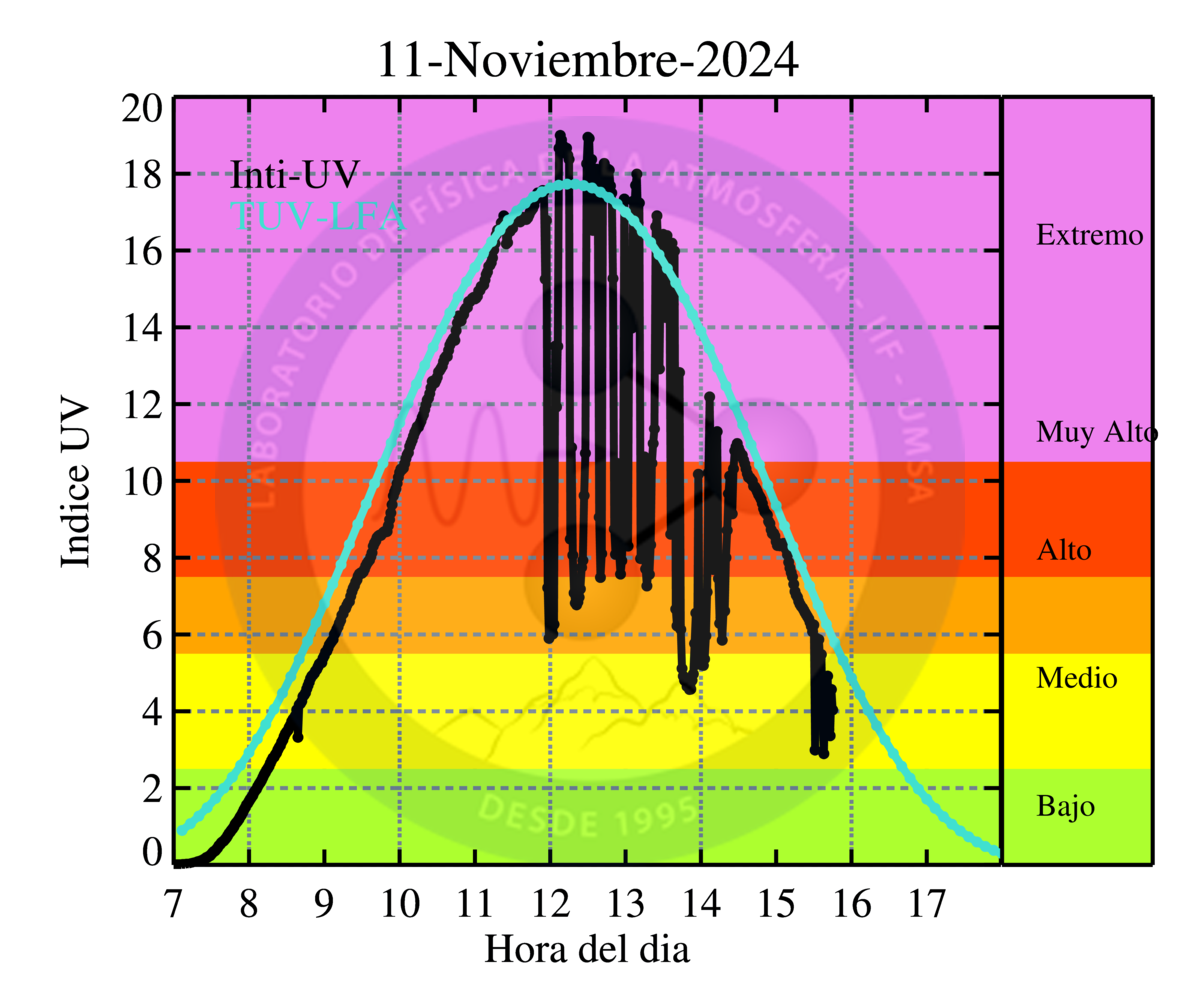 11-Noviembre-2024
Inti-UV
TUV-LFA
LABORATORIO DE FÍSICA DE LA ATMÓSFERA - IIF - UMSA
DESDE 1995
Indice UV
20
18
16
14
12
10
8
6
4
2
0
7 8 9 10 11 12 13 14 15 16 17
Hora del dia
Extremo
Muy Alto
Alto
Medio
Bajo